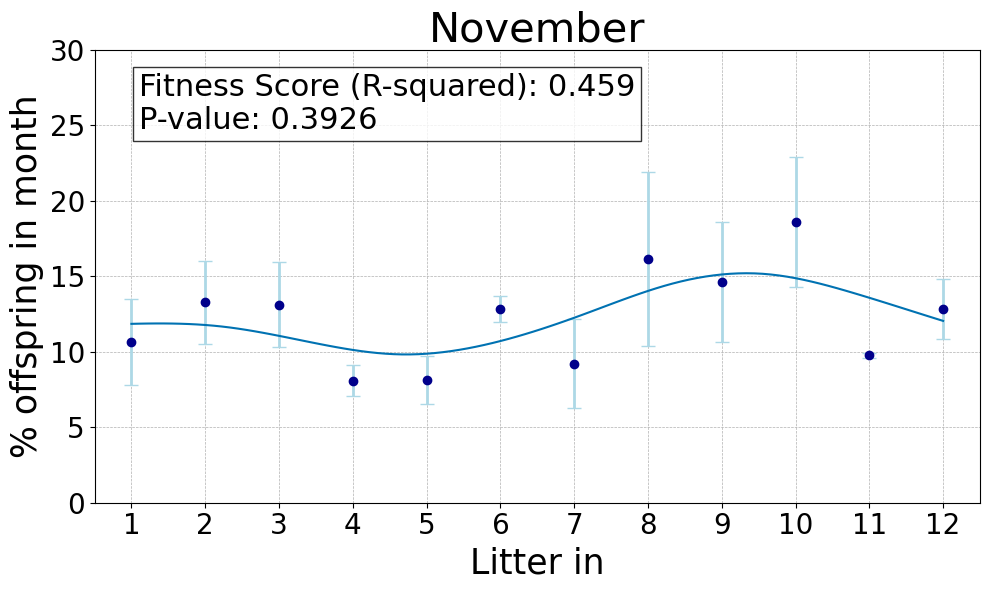 November
Fitness Score (R-squared): 0.459
P-value: 0.3926
% offspring in month
30
25
20
15
10
5
0
1 2 3 4 5 6 7 8 9 10 11 12
Litter in